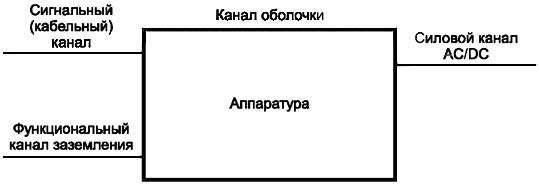 Сигнальный
(кабельный)
канал
Канал оболочки
Силовой канал
AC/DC
Аппаратура
Функциональный
канал заземления